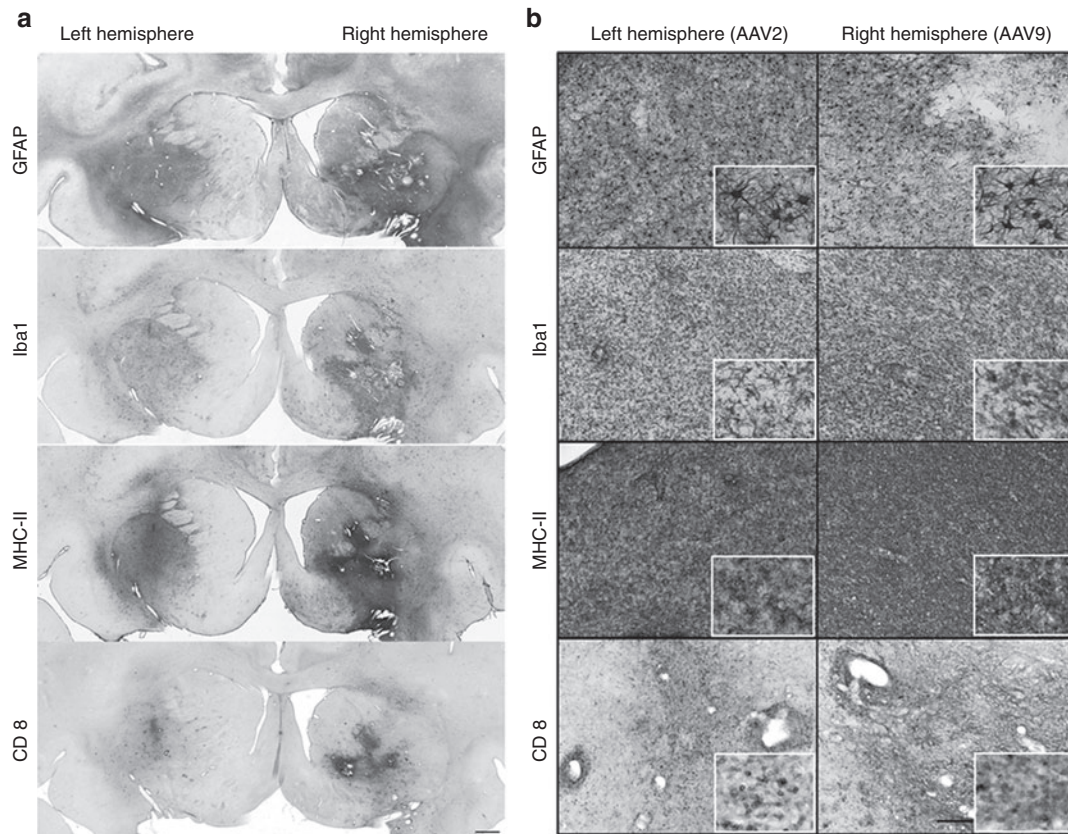 a
Left hemisphere
Right hemisphere
GFAP
Iba1
MHC-II
CD 8
b
Left hemisphere (AAV2)
Right hemisphere (AAV9)
GFAP
Iba1
MHC-II
CD 8